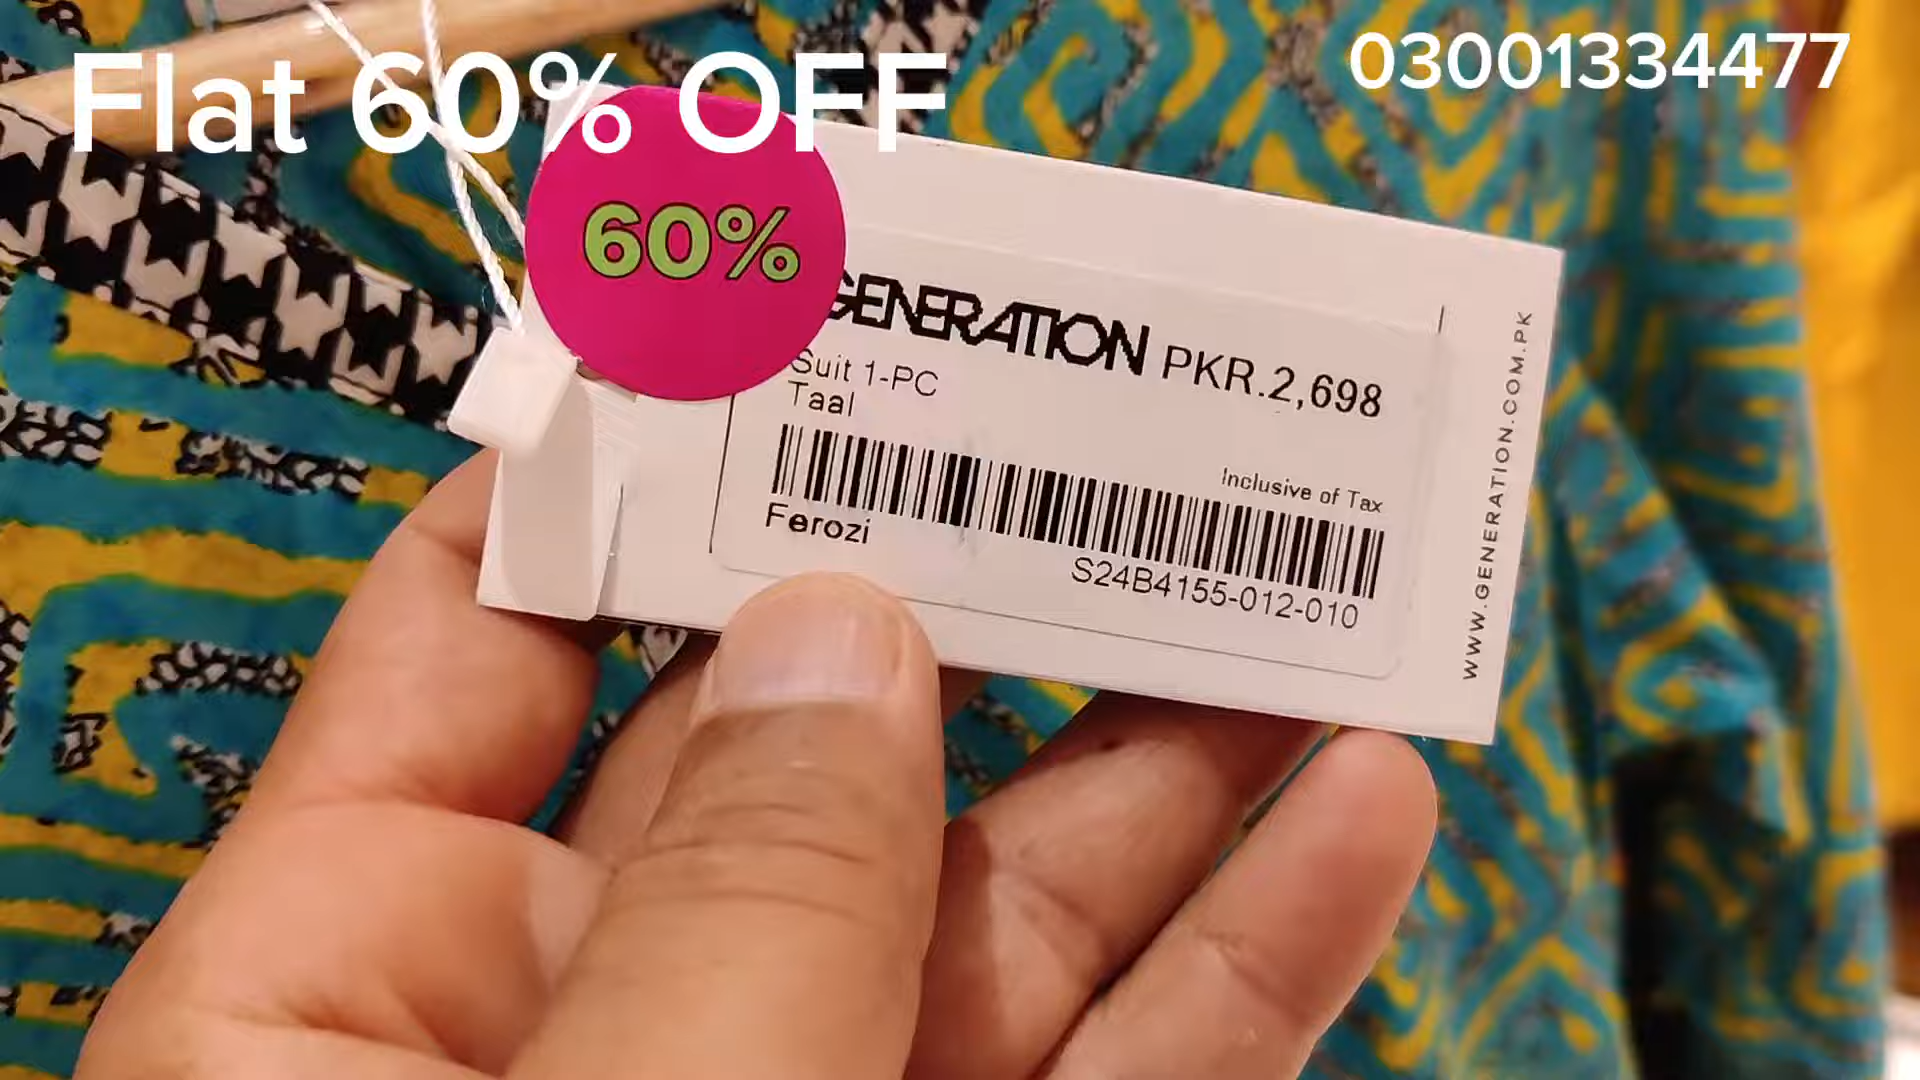 Flat 60% OFF
03001334477
60%
GENERATION PKR.2,698
Suit 1-PC
Taal
Inclusive of Tax
Ferozi
S24B4155-012-010
WWW.GENERATION.COM.PK